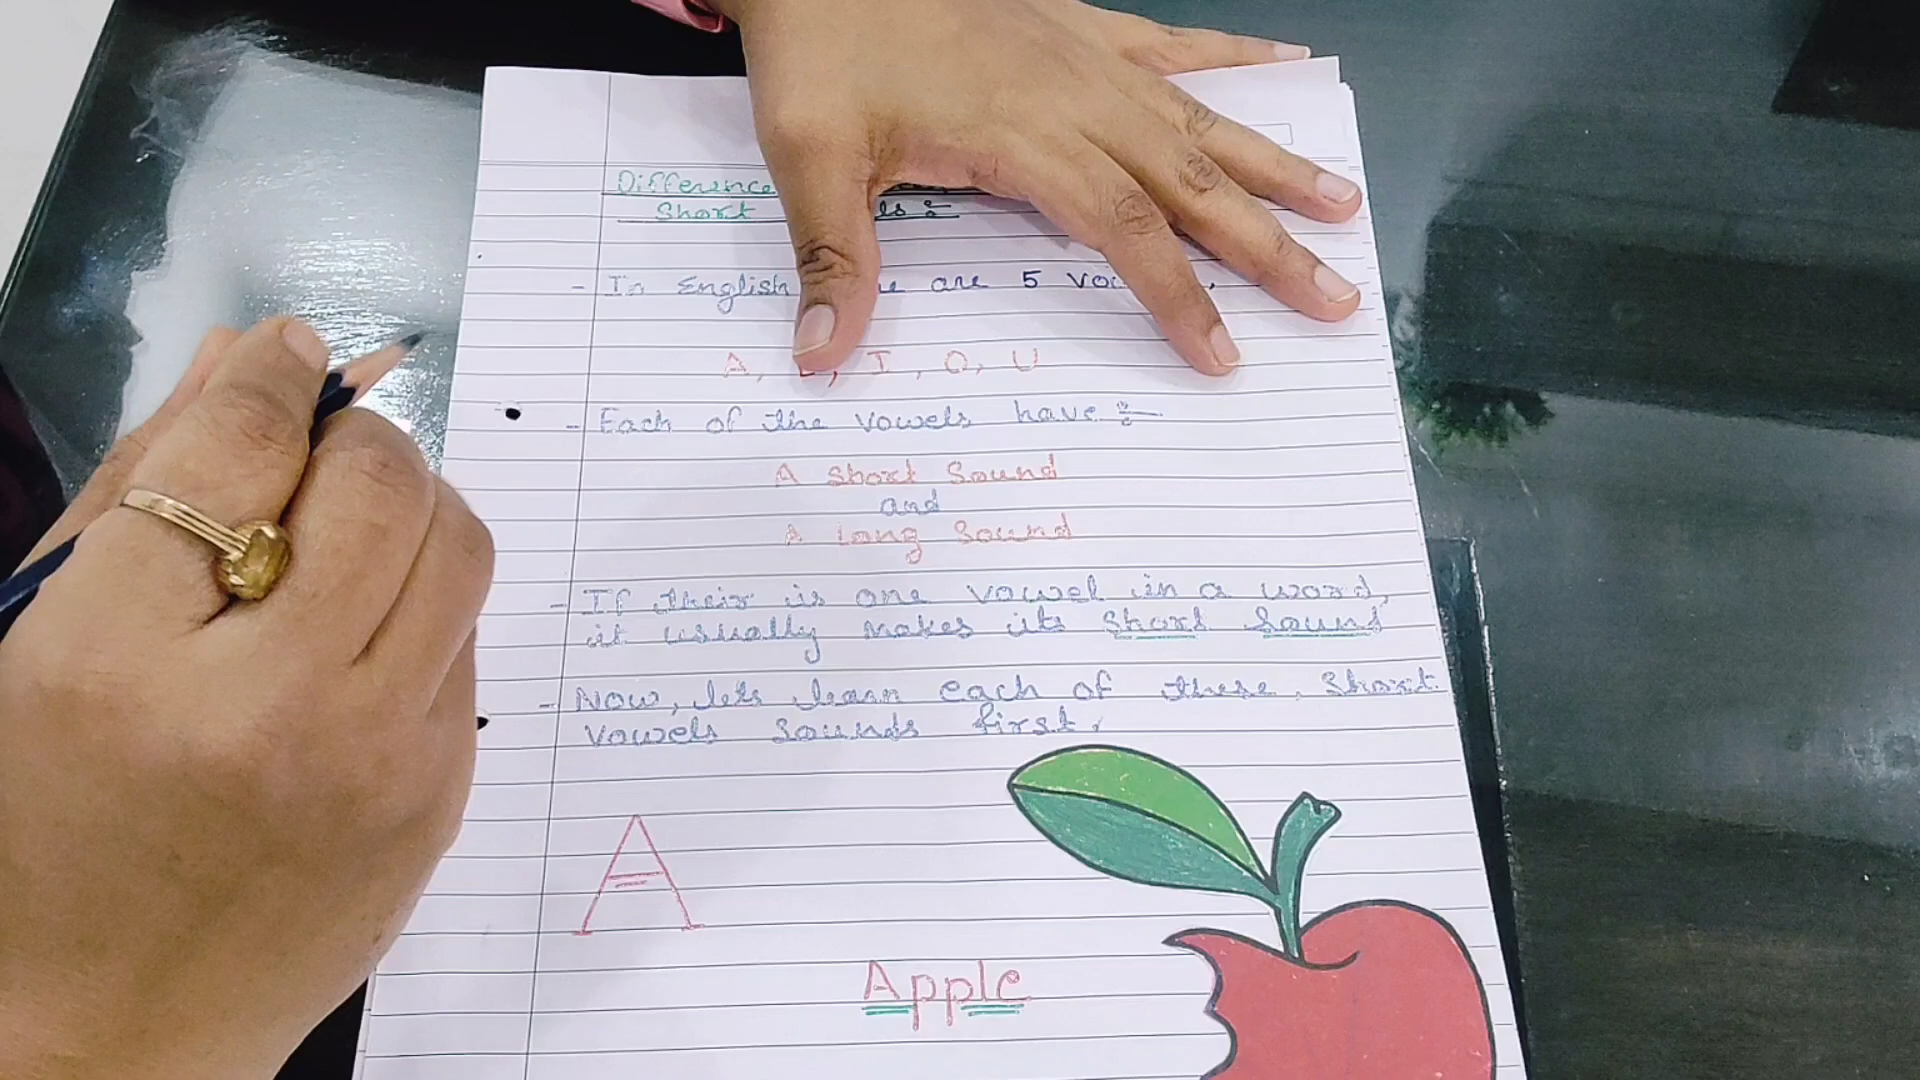 Difference
Short
- In English are 5
A, I, O, U
- Each of the Vowels have :-
A Short Sound
and
A Long Sound
- If their is one vowel in a word,
it usually makes its Short Sound
- Now, lets learn each of these, Short
Vowels Sounds first.
A
Apple